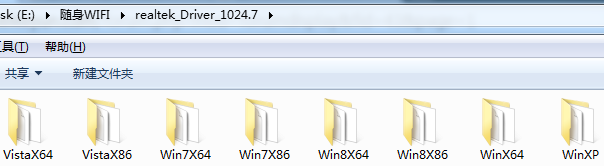 sk (E:) ▸ 随身WIFI ▸ realtek_Driver_1024.7 ▸
工具(T) 帮助(H)
共享 ▼ 新建文件夹
VistaX64 VistaX86 Win7X64 Win7X86 Win8X64 Win8X86 WinX64 WinXP